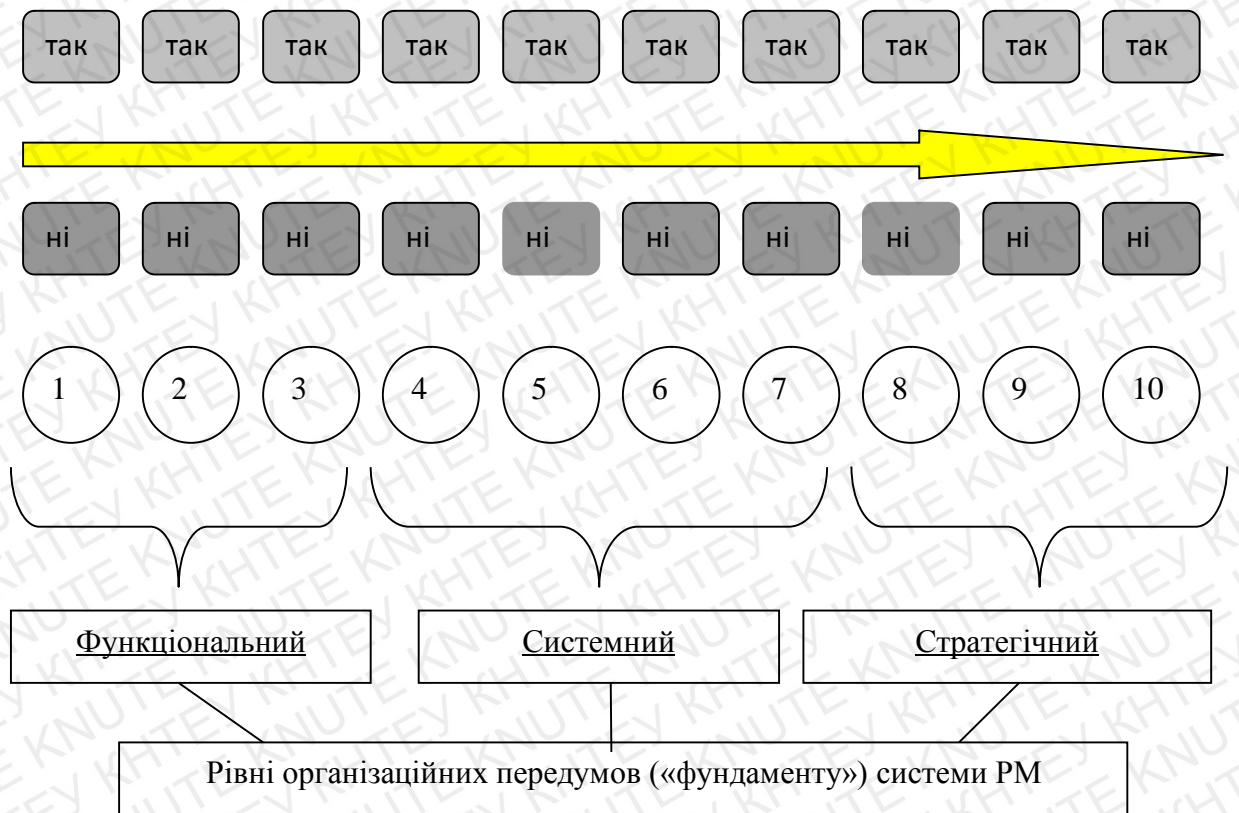 так так так так так так так так так так
ні ні ні ні ні ні ні ні ні ні
1 2 3 4 5 6 7 8 9 10
Функціональний Системний Стратегічний
Рівні організаційних передумов («фундаменту») системи РМ